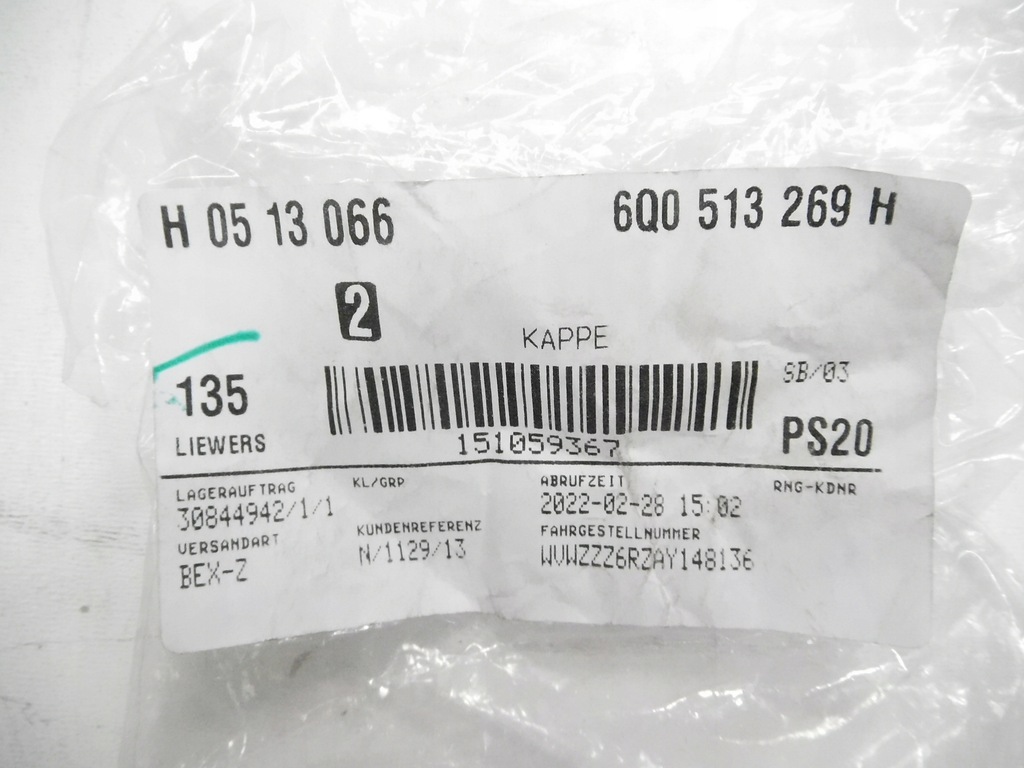 H 05 13 066 6Q0 513 269 H
2
KAPPE
135 SB/03
LIEWERS 151059367 PS20
LAGERAUFTRAG KL/GRP ABRUFZEIT RNG-KDNR
30844942/1/1 2022-02-28 15:02
VERSANDART KUNDENREFERENZ FAHRGESTELLNUMMER
BEX-Z N/1129/13 WVWZZZ6RZAY148136